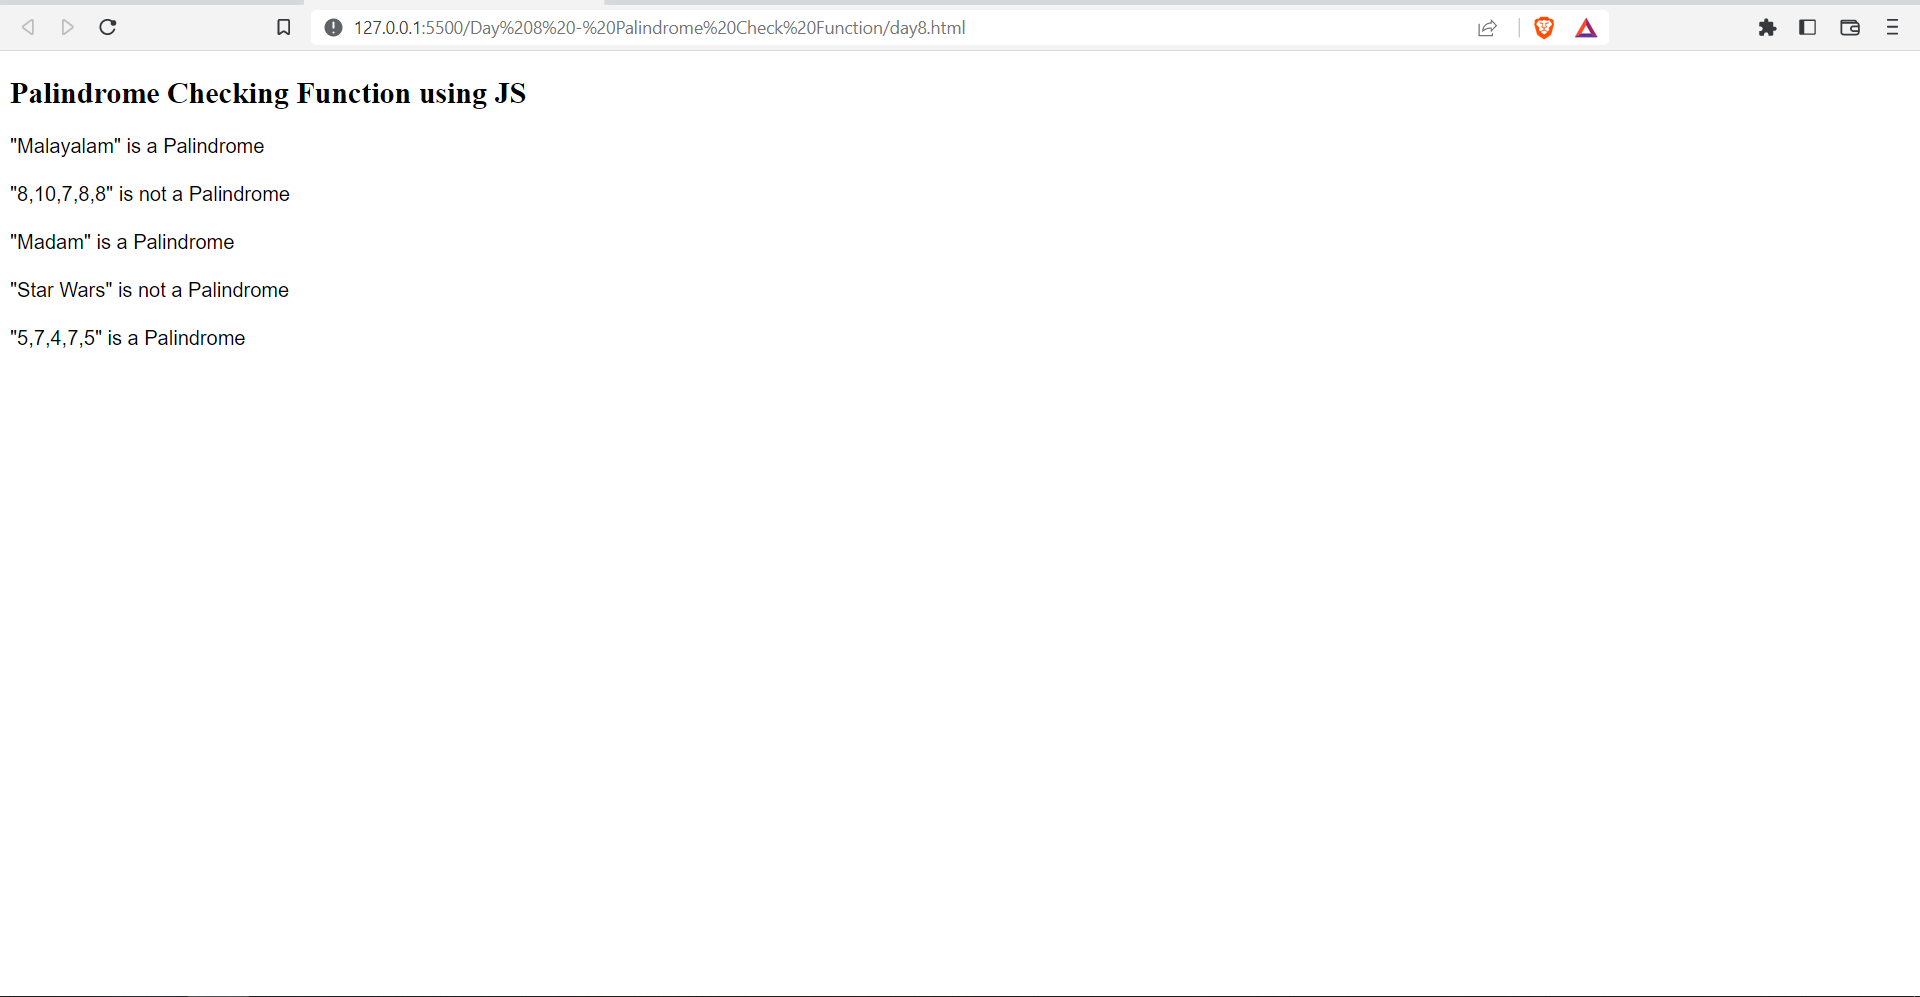 127.0.0.1:5500/Day%208%20-%20Palindrome%20Check%20Function/day8.html
Palindrome Checking Function using JS
"Malayalam" is a Palindrome
"8,10,7,8,8" is not a Palindrome
"Madam" is a Palindrome
"Star Wars" is not a Palindrome
"5,7,4,7,5" is a Palindrome